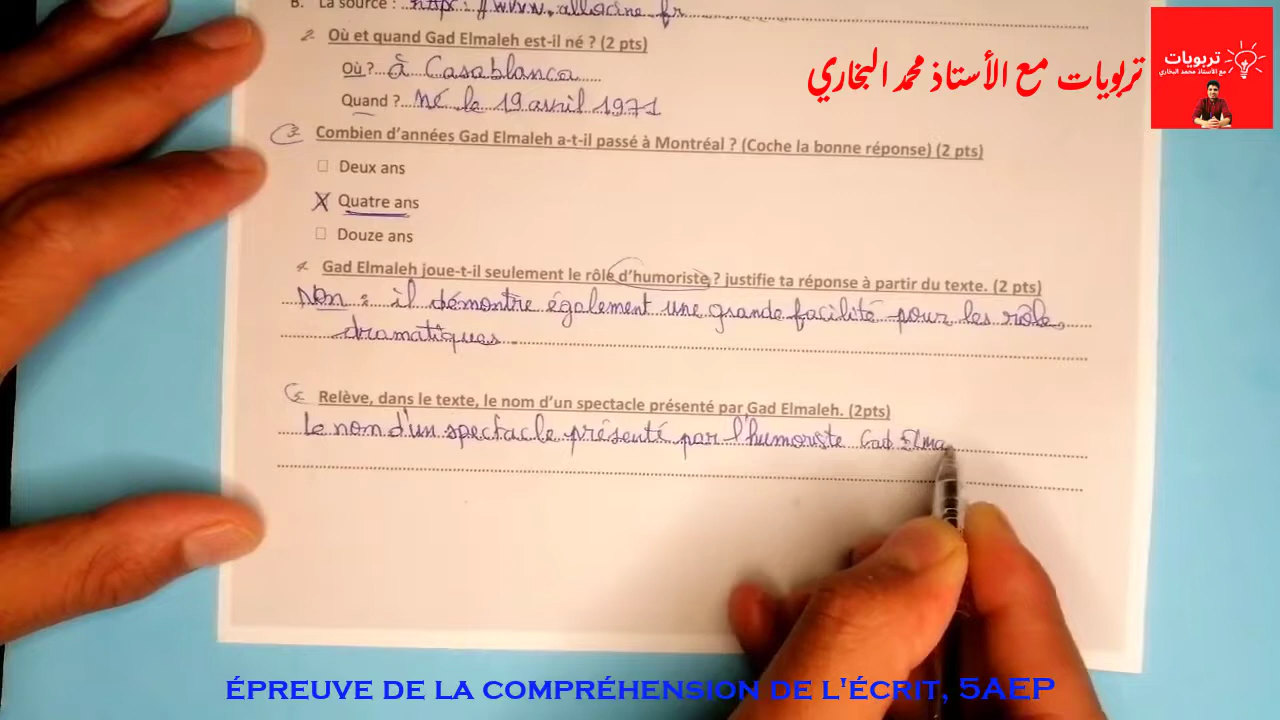 B. La source : http://www.allocine.fr
2. Où et quand Gad Elmaleh est-il né ? (2 pts)
Où ? à Casablanca
Quand ? Né le 19 avril 1971
3. Combien d'années Gad Elmaleh a-t-il passé à Montréal ? (Coche la bonne réponse) (2 pts)
☐ Deux ans
X Quatre ans
☐ Douze ans
4. Gad Elmaleh joue-t-il seulement le rôle d'humoriste ? justifie ta réponse à partir du texte. (2 pts)
Non : il démontre également une grande facilité pour les rôles
dramatiques.
5. Relève, dans le texte, le nom d'un spectacle présenté par Gad Elmaleh. (2pts)
Le nom d'un spectacle présenté par l'humoriste Gad Elma
تربويات مع الأستاذ محمد البخاري
تربويات
مع الأستاذ محمد البخاري
ÉPREUVE DE LA COMPRÉHENSION DE L'ÉCRIT, 5AEP